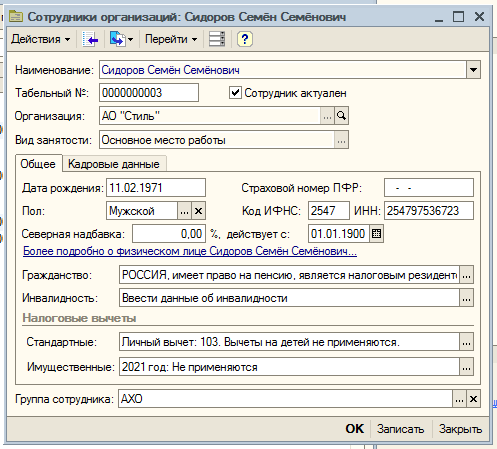 Сотрудники организаций: Сидоров Семён Семёнович
Действия Перейти ?
Наименование: Сидоров Семён Семёнович
Табельный №: 0000000003 Сотрудник актуален
Организация: АО "Стиль" ...
Вид занятости: Основное место работы ...
Общее Кадровые данные
Дата рождения: 11.02.1971 Страховой номер ПФР: - -
Пол: Мужской ... × Код ИФНС: 2547 ИНН: 254797536723
Северная надбавка: 0,00 %, действует с: 01.01.1900
Более подробно о физическом лице Сидоров Семён Семёнович...
Гражданство: РОССИЯ, имеет право на пенсию, является налоговым резидент ...
Инвалидность: Ввести данные об инвалидности ...
Налоговые вычеты
Стандартные: Личный вычет: 103. Вычеты на детей не применяются. ...
Имущественные: 2021 год: Не применяются ...
Группа сотрудника: АХО ... ×
OK Записать Закрыть